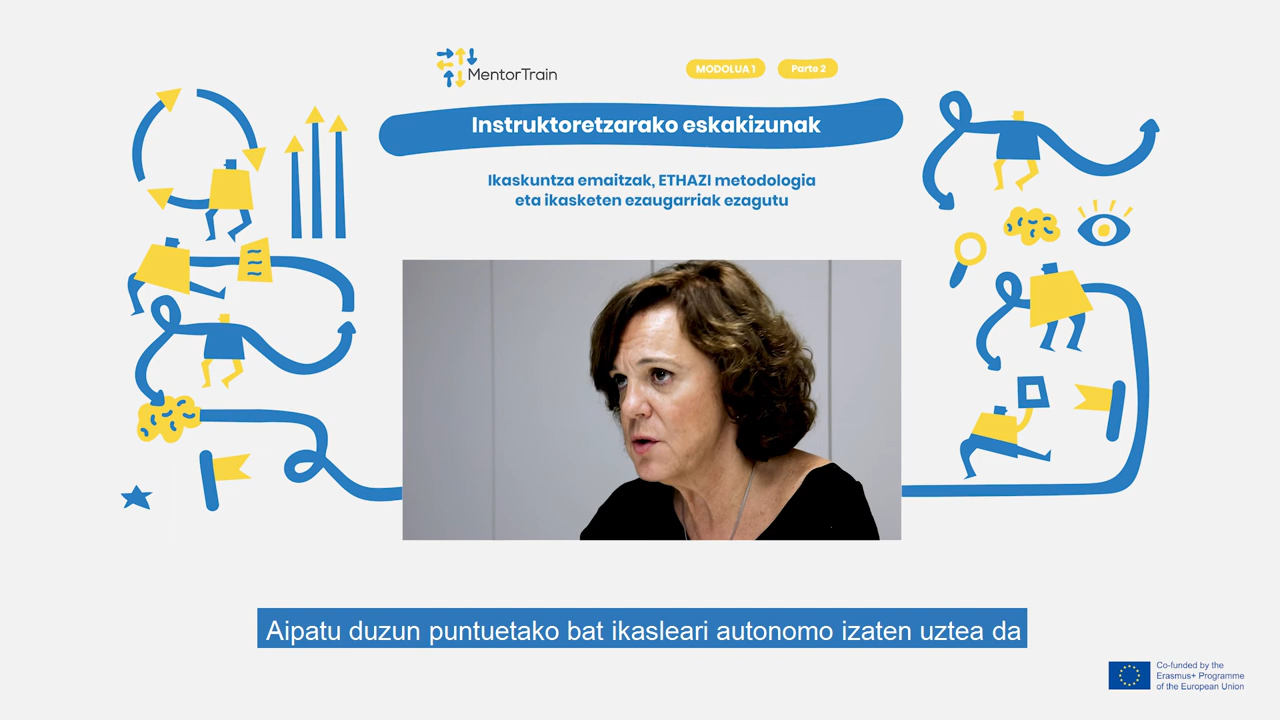 MentorTrain
MODOLUA 1
Parte 2
Instruktoretzarako eskakizunak
Ikaskuntza emaitzak, ETHAZI metodologia
eta ikasketen ezaugarriak ezagutu
Aipatu duzun puntuetako bat ikasleari autonomo izaten uztea da
Co-funded by the
Erasmus+ Programme
of the European Union